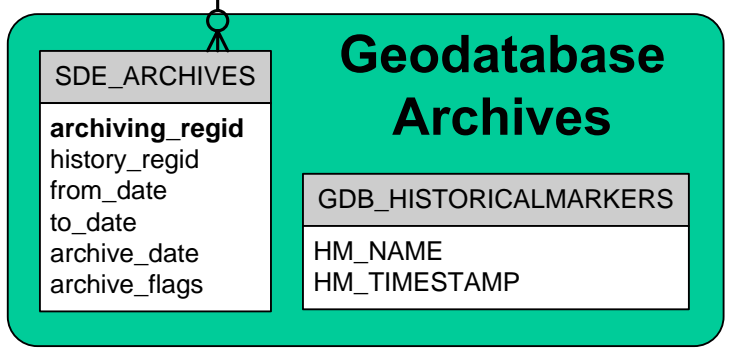 Geodatabase
Archives
SDE_ARCHIVES
archiving_regid
history_regid
from_date
to_date
archive_date
archive_flags
GDB_HISTORICALMARKERS
HM_NAME
HM_TIMESTAMP